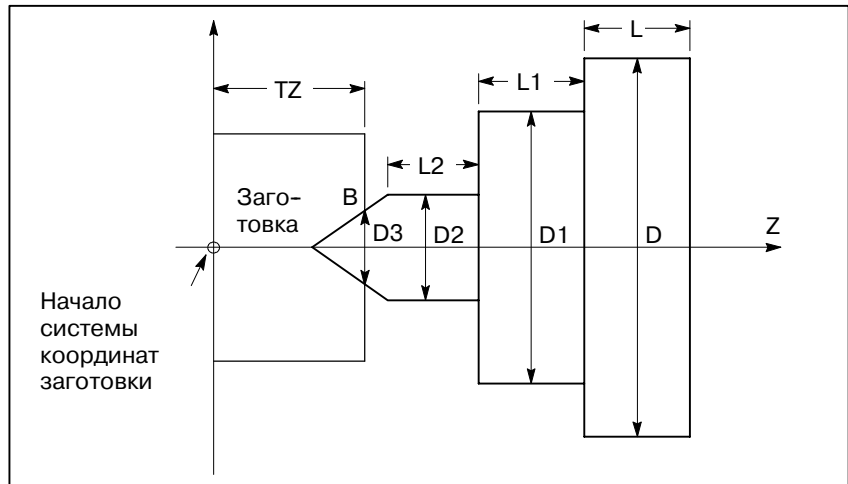 L
TZ
L1
L2
Заго-
товка
B
D3
D2
D1
D
Z
Начало
системы
координат
заготовки